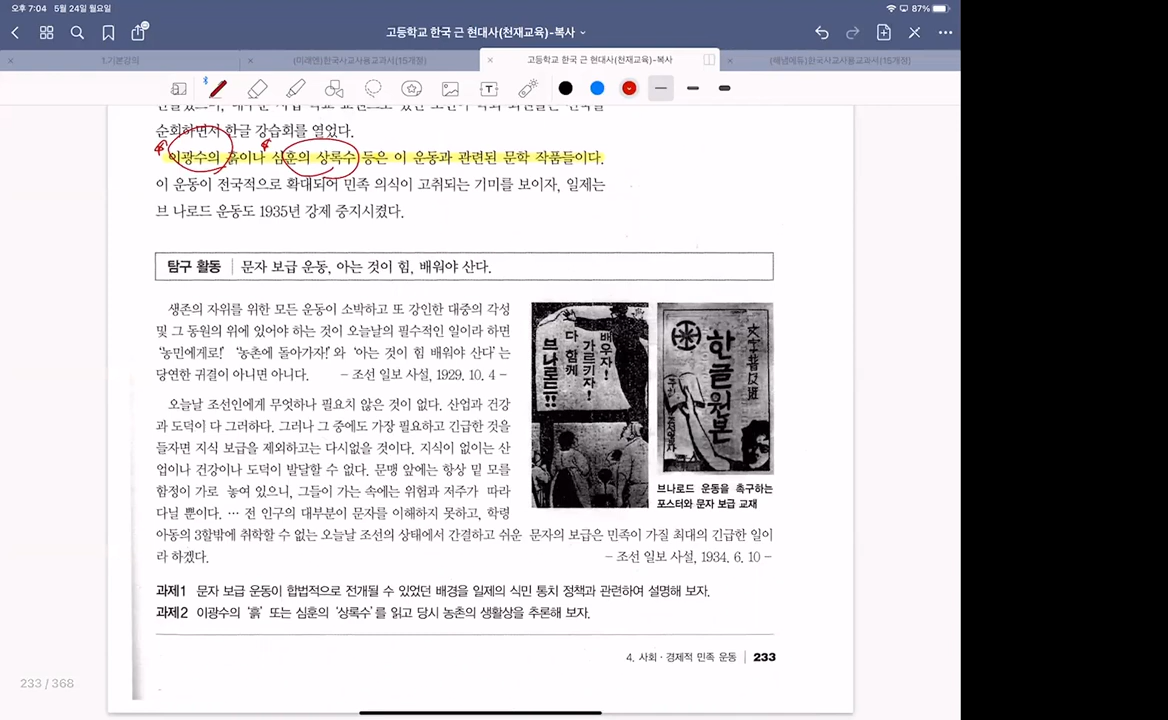 오후 7:04 5월 24일 월요일
87%
고등학교 한국 근 현대사(천재교육)-복사
1.기본강의
(미래엔)한국사교사용교과서(15개정)
고등학교 한국 근 현대사(천재교육)-복사
(해냄에듀)한국사교사용교과서(15개정)
순회하면서 한글 강습회를 열었다.
이광수의 흙이나 심훈의 상록수 등은 이 운동과 관련된 문학 작품들이다.
이 운동이 전국적으로 확대되어 민족 의식이 고취되는 기미를 보이자, 일제는
브 나로드 운동도 1935년 강제 중지시켰다.
탐구 활동 문자 보급 운동, 아는 것이 힘, 배워야 산다.
생존의 자위를 위한 모든 운동이 소박하고 또 강인한 대중의 각성
및 그 동원의 위에 있어야 하는 것이 오늘날의 필수적인 일이라 하면
‘농민에게로!’ ‘농촌에 돌아가자!’와 ‘아는 것이 힘 배워야 산다’는
당연한 귀결이 아니면 아니다. – 조선 일보 사설, 1929. 10. 4 –
오늘날 조선인에게 무엇하나 필요치 않은 것이 없다. 산업과 건강
과 도덕이 다 그러하다. 그러나 그 중에도 가장 필요하고 긴급한 것을
들자면 지식 보급을 제외하고는 다시없을 것이다. 지식이 없이는 산
업이나 건강이나 도덕이 발달할 수 없다. 문맹 앞에는 항상 밑 모를
함정이 가로 놓여 있으니, 그들이 가는 속에는 위험과 저주가 따라
다닐 뿐이다. … 전 인구의 대부분이 문자를 이해하지 못하고, 학령
아동의 3할밖에 취학할 수 없는 오늘날 조선의 상태에서 간결하고 쉬운 문자의 보급은 민족이 가질 최대의 긴급한 일이
라 하겠다. – 조선 일보 사설, 1934. 6. 10 –
배우자!
가르키자!
다 함께
브나로드!!
文字普及班
한글원본
브나로드 운동을 촉구하는
포스터와 문자 보급 교재
과제1 문자 보급 운동이 합법적으로 전개될 수 있었던 배경을 일제의 식민 통치 정책과 관련하여 설명해 보자.
과제2 이광수의 ‘흙’ 또는 심훈의 ‘상록수’를 읽고 당시 농촌의 생활상을 추론해 보자.
4. 사회·경제적 민족 운동 233
233 / 368